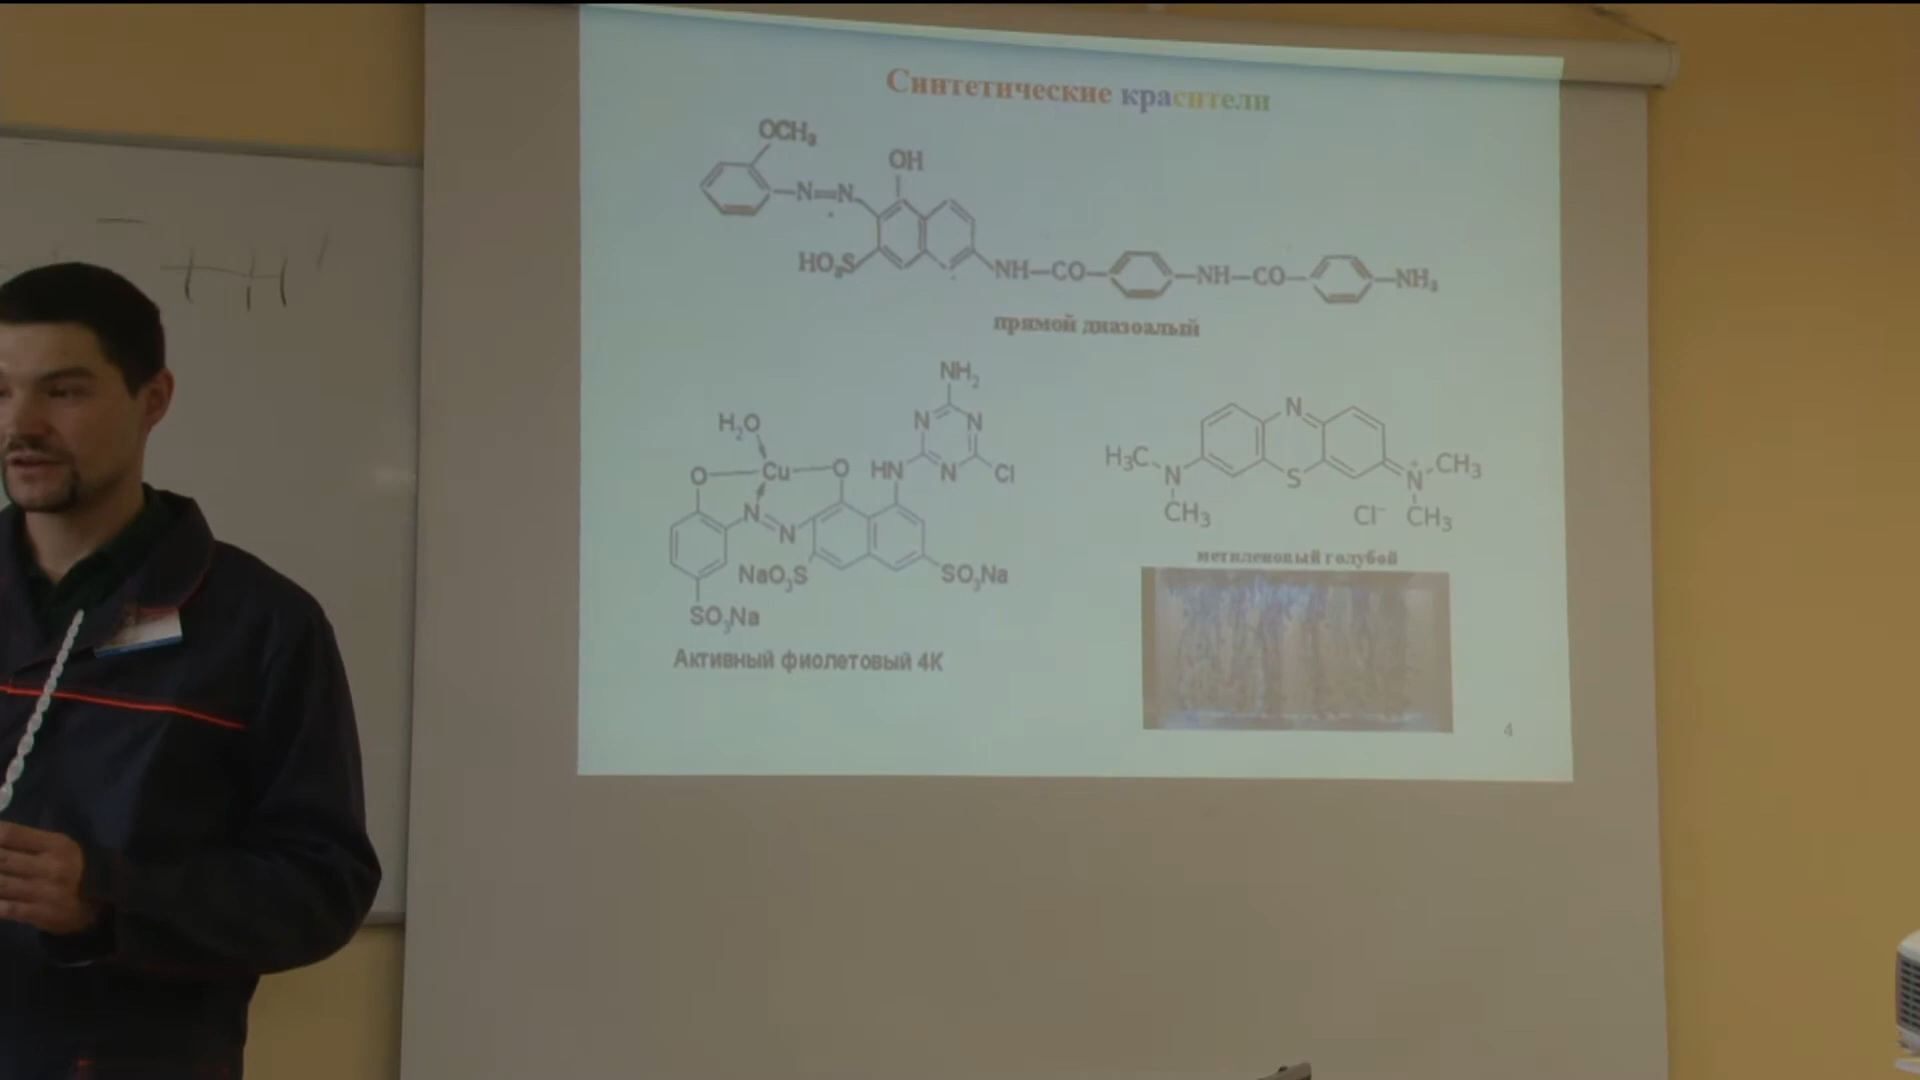 Синтетические красители
OCH₃
OH
N=N
HO₃S
NH—CO
NH—CO
NH₂
прямой диазоалый
NH₂
N N
N
HN
Cl
H₂O
O Cu O
N=N
NaO₃S
SO₃Na
SO₃Na
Активный фиолетовый 4К
N
S
H₃C
N
CH₃
N⁺
CH₃
CH₃
Cl⁻
метиленовый голубой
4